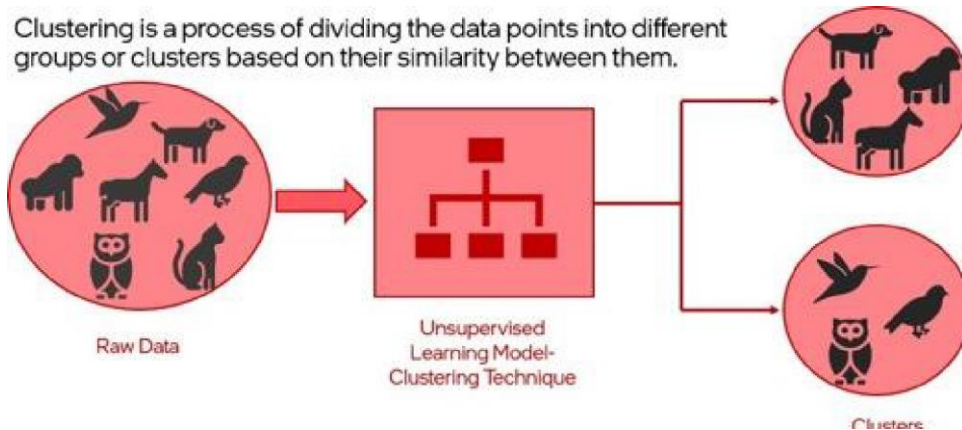 Clustering is a process of dividing the data points into different
groups or clusters based on their similarity between them.
Raw Data
Unsupervised
Learning Model-
Clustering Technique
Clusters